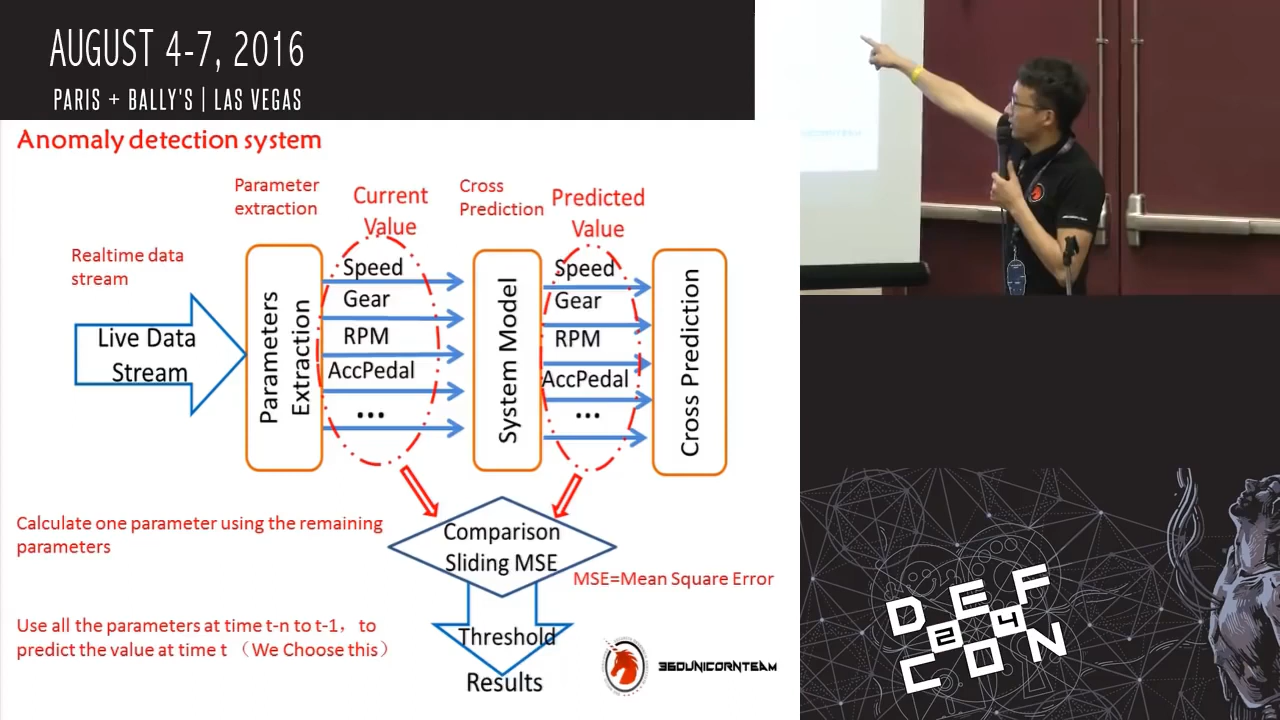 AUGUST 4-7, 2016
PARIS + BALLY'S | LAS VEGAS
Anomaly detection system
Parameter
extraction
Current
Value
Cross
Prediction
Predicted
Value
Realtime data
stream
Live Data
Stream
Parameters
Extraction
Speed
Gear
RPM
AccPedal
...
System Model
Speed
Gear
RPM
AccPedal
...
Cross Prediction
Calculate one parameter using the remaining
parameters
Comparison
Sliding MSE
MSE=Mean Square Error
Use all the parameters at time t-n to t-1，to
predict the value at time t （We Choose this）
Threshold
Results
360UNICORNTEAM
DEF
24
CON